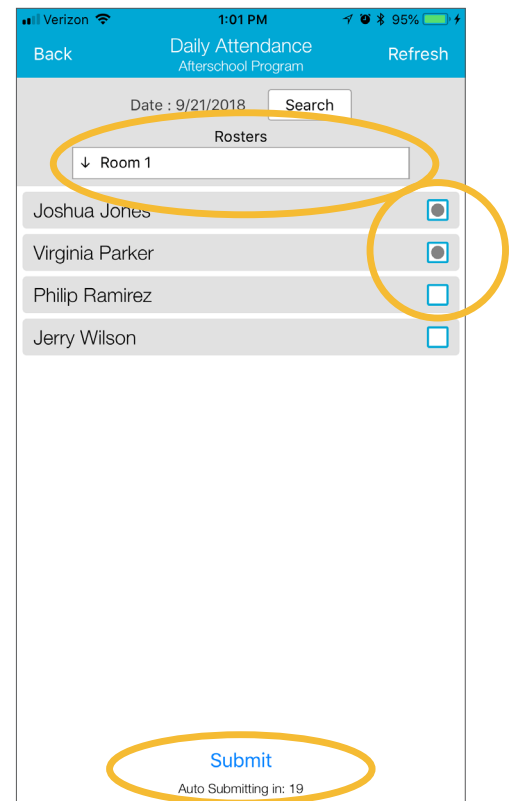 Verizon 1:01 PM 95%
Back Daily Attendance Refresh
Afterschool Program
Date : 9/21/2018 Search
Rosters
↓ Room 1
Joshua Jones
Virginia Parker
Philip Ramirez
Jerry Wilson
Submit
Auto Submitting in: 19